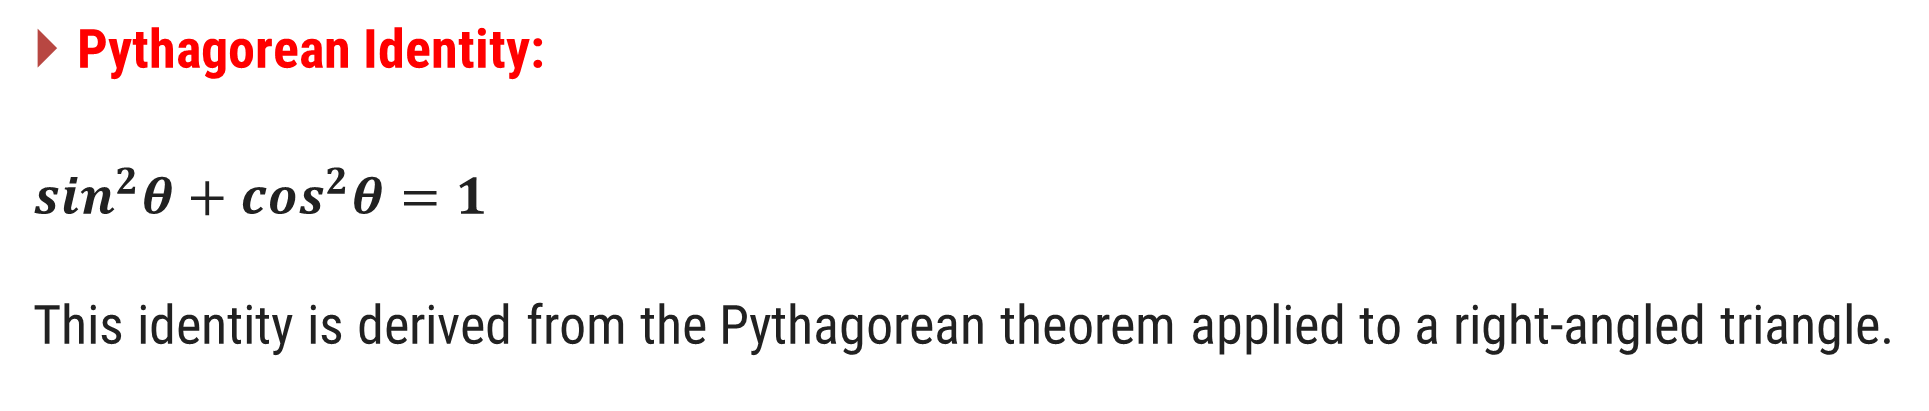 Pythagorean Identity:
sin²θ + cos²θ = 1
This identity is derived from the Pythagorean theorem applied to a right-angled triangle.